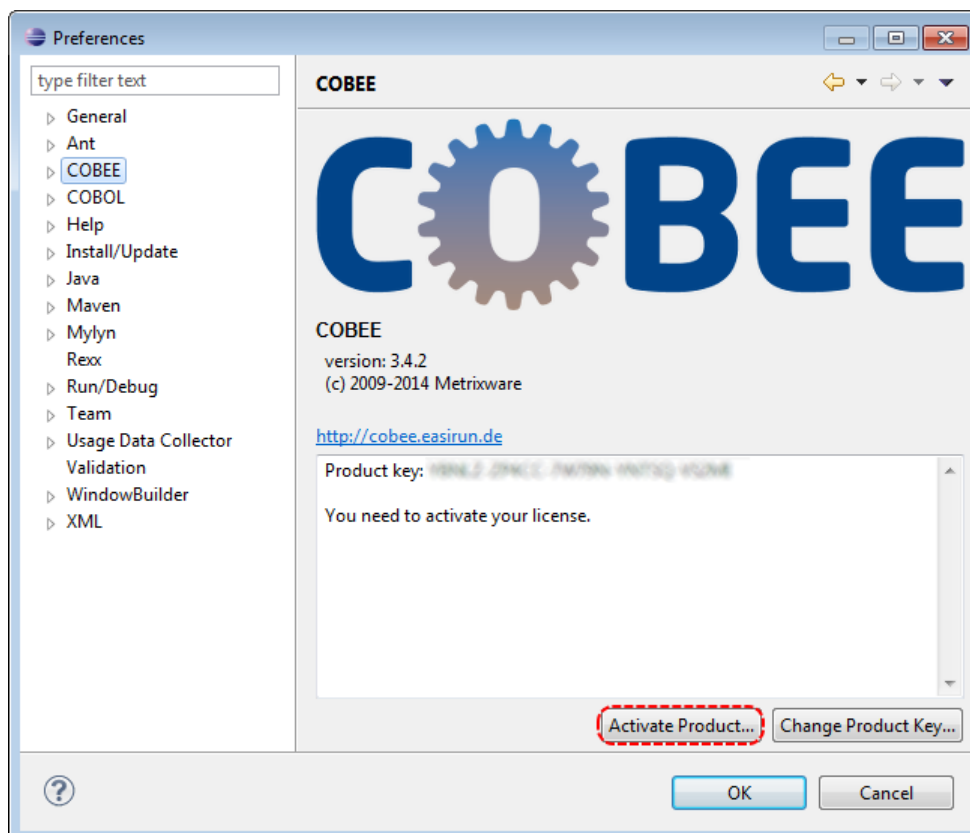 Preferences
type filter text
General
Ant
COBEE
COBOL
Help
Install/Update
Java
Maven
Mylyn
Rexx
Run/Debug
Team
Usage Data Collector
Validation
WindowBuilder
XML
COBEE
COBEE
COBEE
version: 3.4.2
(c) 2009-2014 Metrixware
http://cobee.easirun.de
Product key:
You need to activate your license.
Activate Product... Change Product Key...
OK Cancel